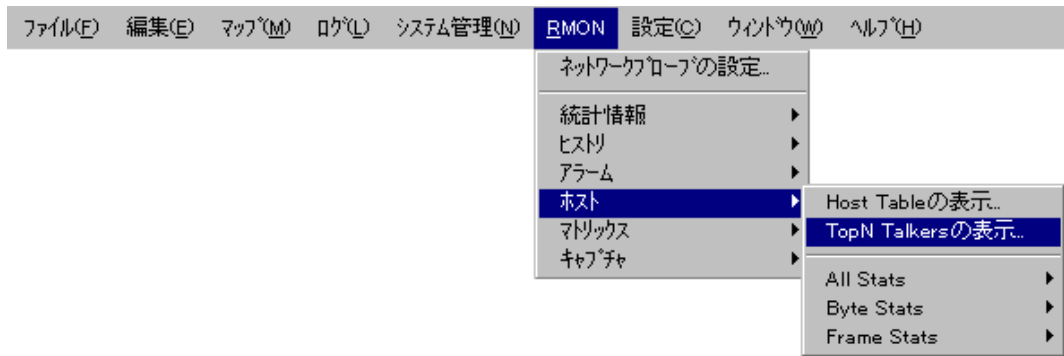 ﾌｧｲﾙ(F) 編集(E) ﾏｯﾌﾟ(M) ﾛｸﾞ(L) ｼｽﾃﾑ管理(N) RMON 設定(C) ｳｨﾝﾄﾞｳ(W) ﾍﾙﾌﾟ(H)
ﾈｯﾄﾜｰｸﾌﾟﾛｰﾌﾞの設定...
統計情報
ﾋｽﾄﾘ
ｱﾗｰﾑ
ﾎｽﾄ
ﾏﾄﾘｯｸｽ
ｷｬﾌﾟﾁｬ
Host Tableの表示...
TopN Talkersの表示...
All Stats
Byte Stats
Frame Stats